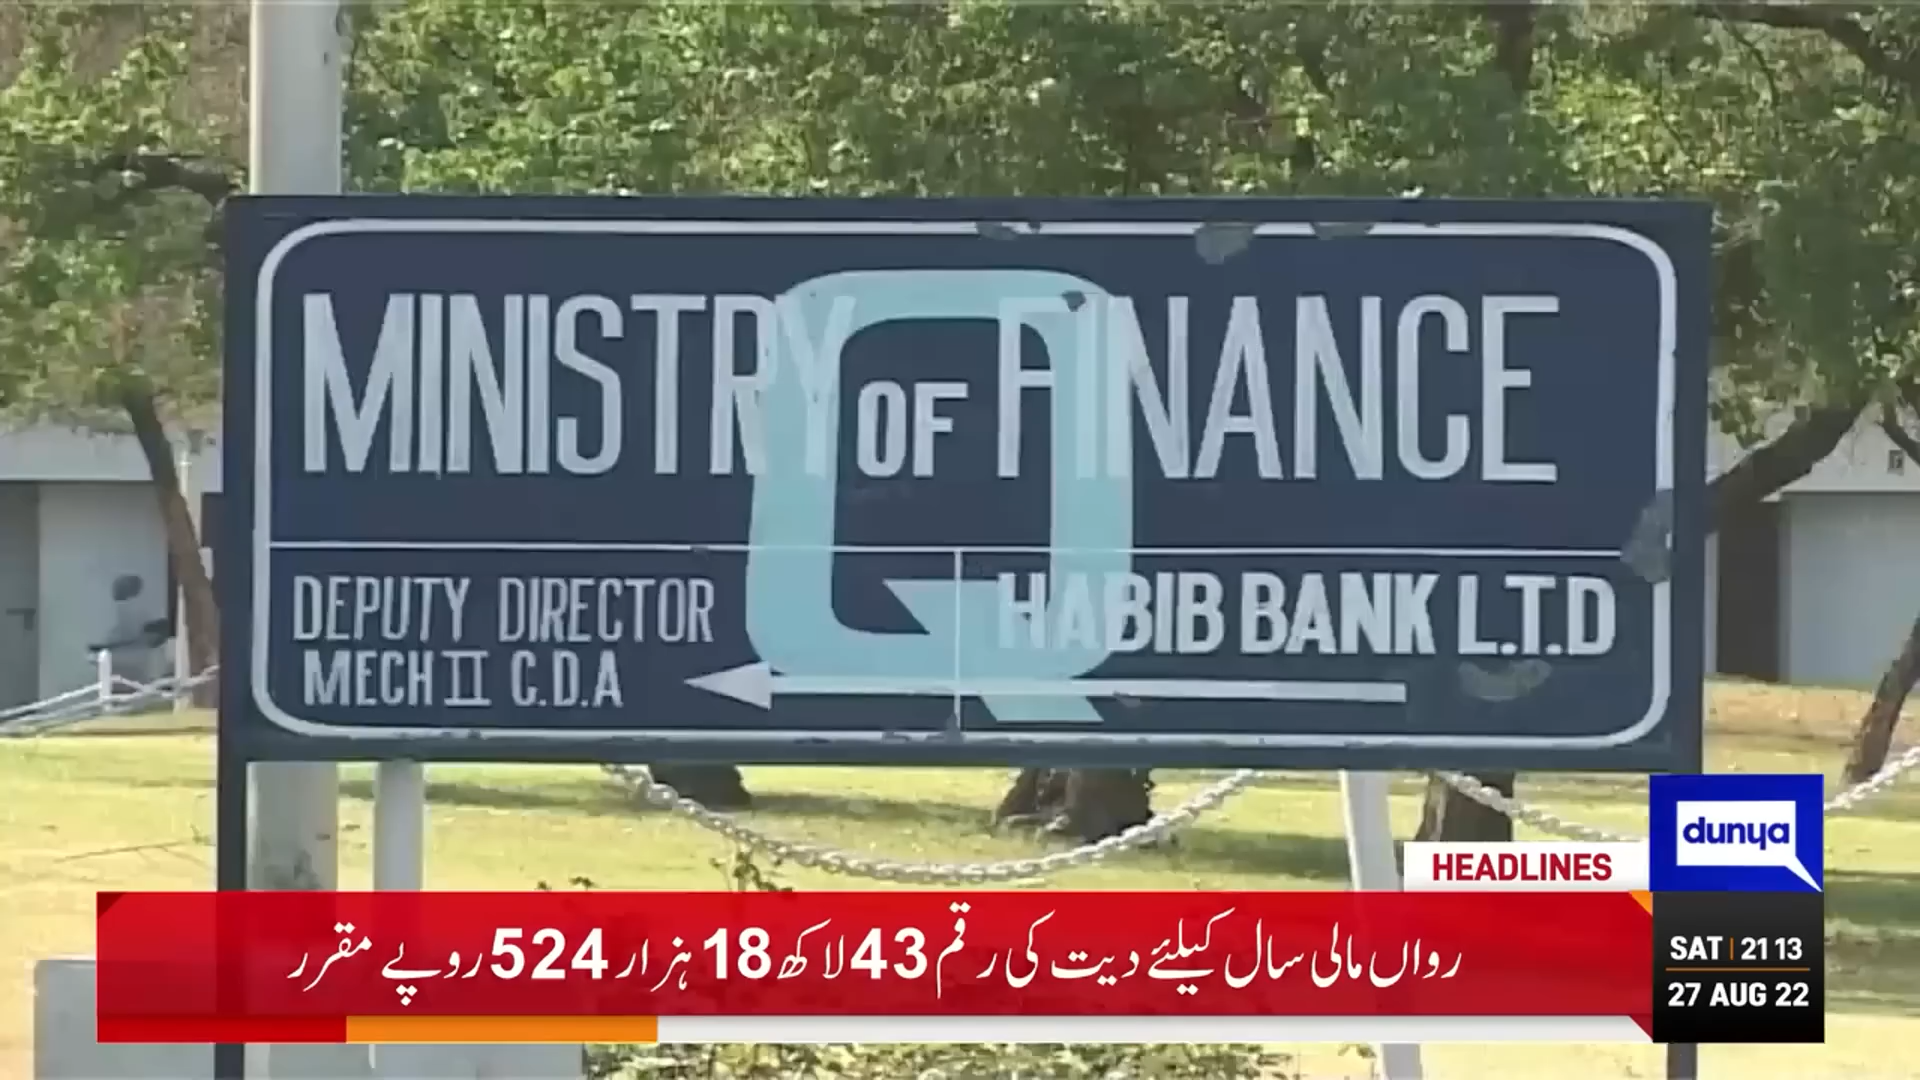 MINISTRY OF FINANCE
DEPUTY DIRECTOR
MECH II C.D.A
HABIB BANK L.T.D
dunya
HEADLINES
رواں مالی سال کیلئے دیت کی رقم 43 لاکھ 18 ہزار 524 روپے مقرر
SAT | 21 13
27 AUG 22